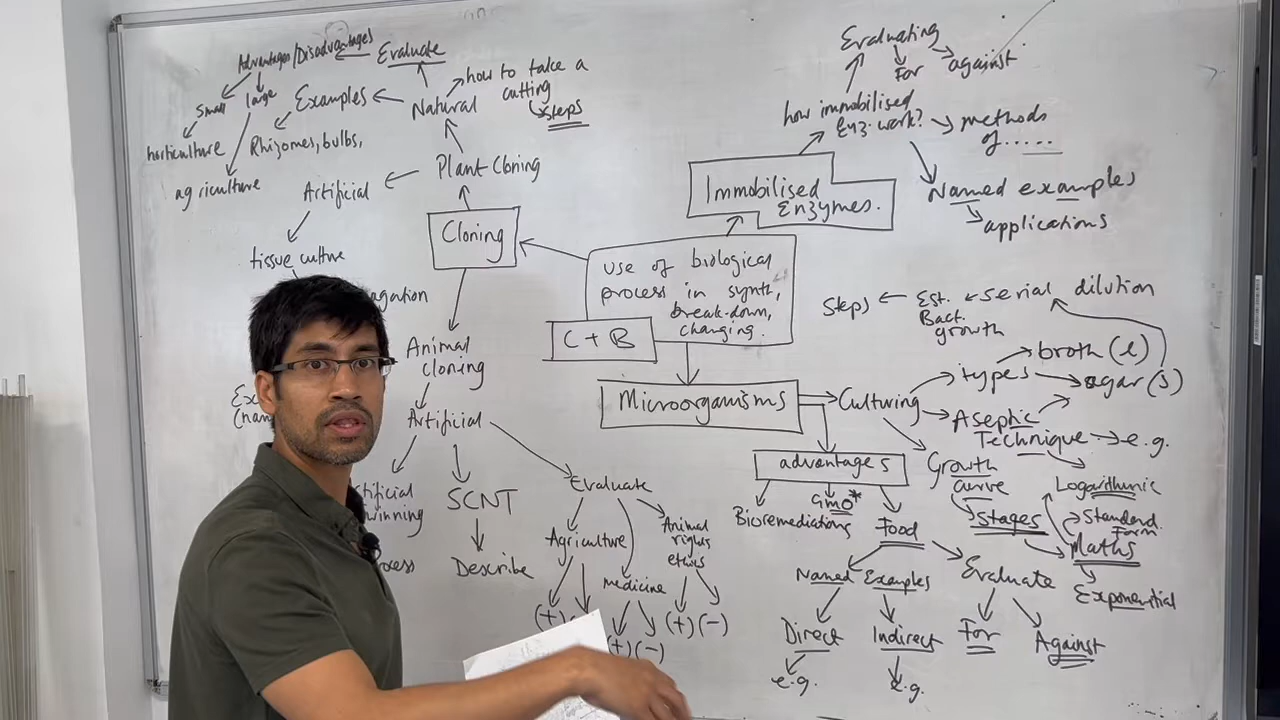 Advantages/Disadvantages
Evaluate
small
large
horticulture
agriculture
Examples
Rhizomes, bulbs,
Natural
how to take a
cutting
steps
Plant Cloning
Artificial
tissue culture
Cloning
Animal
cloning
Artificial
SCNT
Describe
Evaluate
Agriculture
medicine
Animal
rights
ethics
(+)
(+)(-)
(+)(-)
use of biological
process in synth,
break-down,
changing.
C + B
Immobilised
Enzymes.
how immobilised
Enz. work?
Evaluating
For
against
methods
of.....
Named examples
applications
Microorganisms
Culturing
types
broth (l)
agar (s)
serial dilution
Est.
Bact.
growth
Steps
Aseptic
Technique
e.g.
Growth
curve
Stages
Maths
Logarithmic
Standard
Form
Exponential
advantages
Bioremediations
GMO*
Food
Named Examples
Direct
e.g.
Indirect
e.g.
Evaluate
For
Against